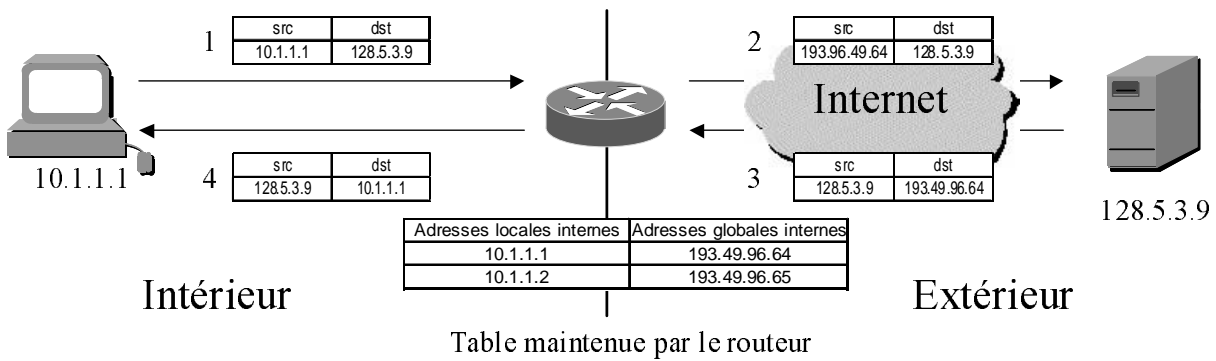 1
src dst
10.1.1.1 128.5.3.9
2
src dst
193.96.49.64 128.5.3.9
Internet
10.1.1.1
4
src dst
128.5.3.9 10.1.1.1
3
src dst
128.5.3.9 193.49.96.64
128.5.3.9
Adresses locales internes Adresses globales internes
10.1.1.1 193.49.96.64
10.1.1.2 193.49.96.65
Intérieur
Extérieur
Table maintenue par le routeur